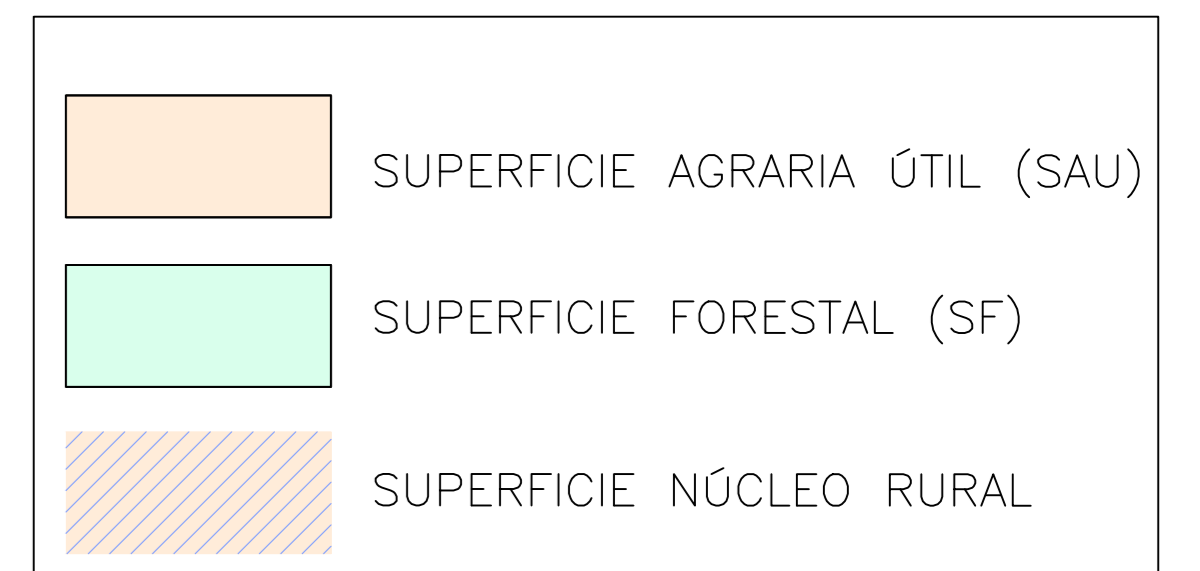 SUPERFICIE AGRARIA ÚTIL (SAU)
SUPERFICIE FORESTAL (SF)
SUPERFICIE NÚCLEO RURAL